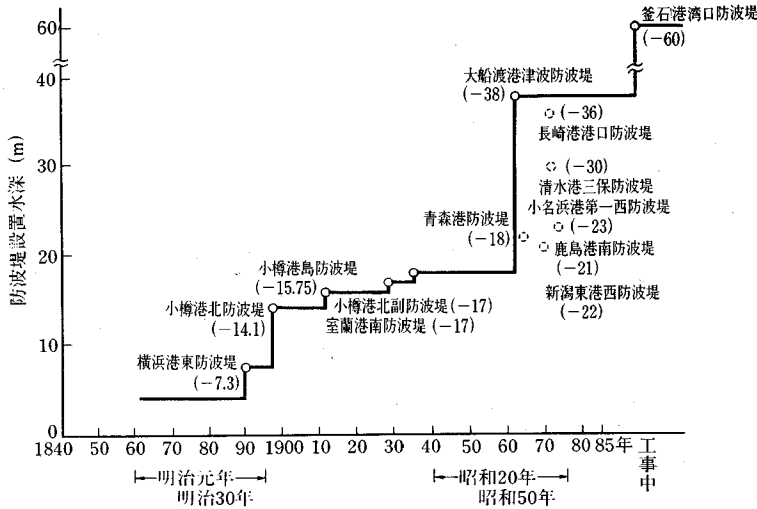 釜石港湾口防波堤
(−60)
60
大船渡港津波防波堤
(−38)
40
(−36)
長崎港港口防波堤
(−30)
30
清水港三保防波堤
小名浜港第一西防波堤
(−23)
青森港防波堤
(−18)
鹿島港南防波堤
(−21)
新潟東港西防波堤
(−22)
20
小樽港島防波堤
(−15.75)
小樽港北副防波堤(−17)
室蘭港南防波堤 (−17)
小樽港北防波堤
(−14.1)
10
横浜港東防波堤
(−7.3)
0
防波堤設置水深 (m)
1840 50 60 70 80 90 1900 10 20 30 40 50 60 70 80 85年 工事中
明治元年
明治30年
昭和20年
昭和50年